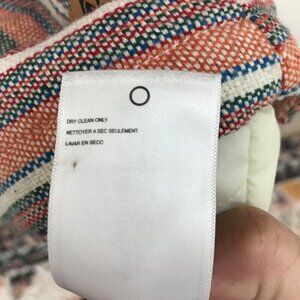 DRY CLEAN ONLY
NETTOYER A SEC SEULEMENT
LAVAR EN SECO